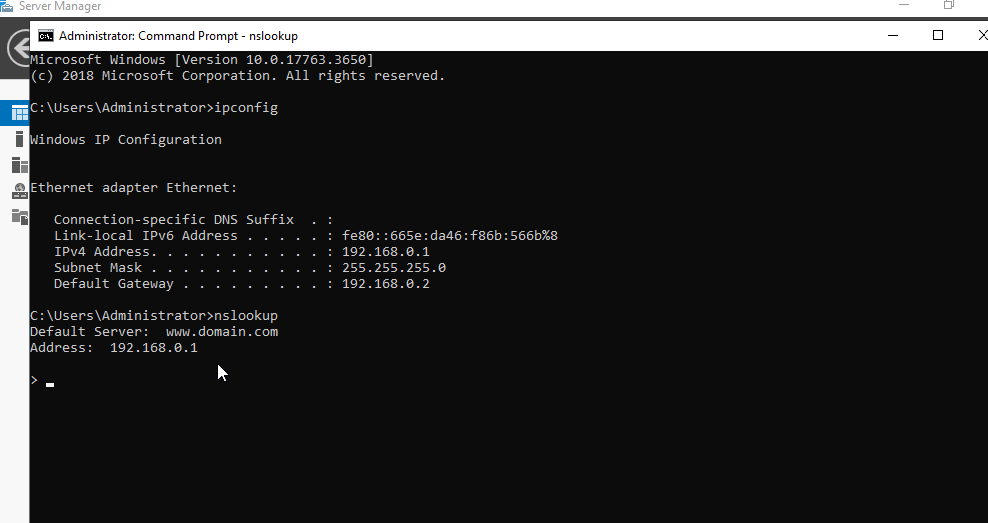 Server Manager
Administrator: Command Prompt - nslookup
Microsoft Windows [Version 10.0.17763.3650]
(c) 2018 Microsoft Corporation. All rights reserved.
C:\Users\Administrator>ipconfig
Windows IP Configuration
Ethernet adapter Ethernet:
Connection-specific DNS Suffix  . :
Link-local IPv6 Address . . . . . : fe80::665e:da46:f86b:566b%8
IPv4 Address. . . . . . . . . . . : 192.168.0.1
Subnet Mask . . . . . . . . . . . : 255.255.255.0
Default Gateway . . . . . . . . . : 192.168.0.2
C:\Users\Administrator>nslookup
Default Server:  www.domain.com
Address:  192.168.0.1
>